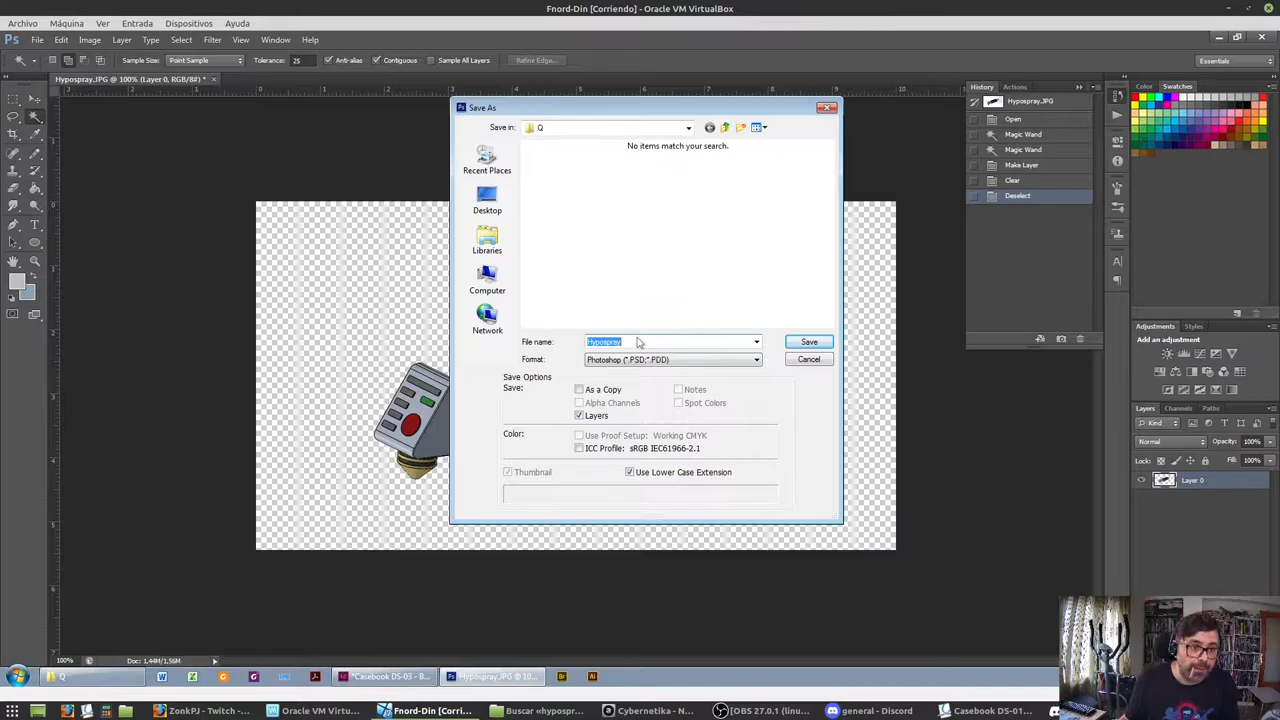 Fnord-Din [Corriendo] - Oracle VM VirtualBox
Archivo Máquina Ver Entrada Dispositivos Ayuda
Ps File Edit Image Layer Type Select Filter View Window Help
Sample Size: Point Sample Tolerance: 25 Anti-alias Contiguous Sample All Layers Refine Edge... Essentials
Hypospray.JPG @ 100% (Layer 0, RGB/8#) *
History Actions
Color Swatches
Hypospray.JPG
Open
Magic Wand
Magic Wand
Make Layer
Clear
Deselect
Save As
Save in: Q
No items match your search.
Recent Places
Desktop
Libraries
Computer
Network
File name: Hypospray Save
Format: Photoshop (*.PSD;*.PDD) Cancel
Save Options
Save: As a Copy Notes
Alpha Channels Spot Colors
Layers
Color: Use Proof Setup: Working CMYK
ICC Profile: sRGB IEC61966-2.1
Thumbnail Use Lower Case Extension
Adjustments Styles
Add an adjustment
Layers Channels Paths
Kind
Normal Opacity: 100%
Lock: Fill: 100%
Layer 0
100% Doc: 1,44M/1,56M
Q *Casebook DS-03 - B... Hypospray.JPG @ 10...
ZonkPJ - Twitch -... Oracle VM Virtu... Fnord-Din [Corri... Buscar «hypospr... Cybernetika - N... [OBS 27.0.1 (linu... general - Discord Casebook DS-01...